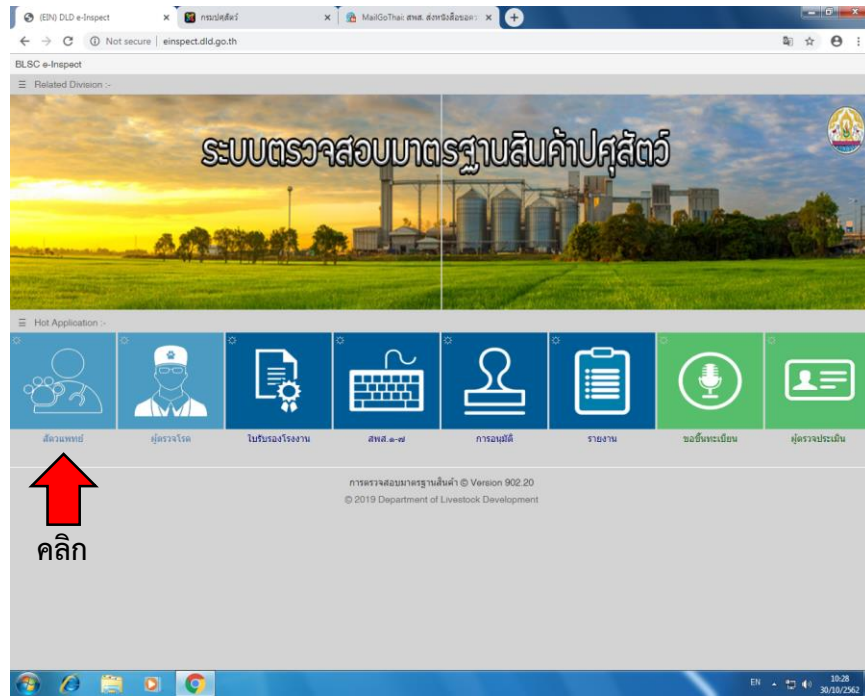 (EIN) DLD e-Inspect
กรมปศุสัตว์
MailGoThai: สพส. ส่งหนังสือขอคว
Not secure | einspect.dld.go.th
BLSC e-Inspect
Related Division :-
ระบบตรวจสอบมาตรฐานสินค้าปศุสัตว์
Hot Application :-
สัตวแพทย์
ผู้ตรวจโรค
ใบรับรองโรงงาน
สพส.๑-๗
การอนุมัติ
รายงาน
ขอขึ้นทะเบียน
ผู้ตรวจประเมิน
การตรวจสอบมาตรฐานสินค้า © Version 902.20
© 2019 Department of Livestock Development
คลิก
EN
10:28
30/10/2562